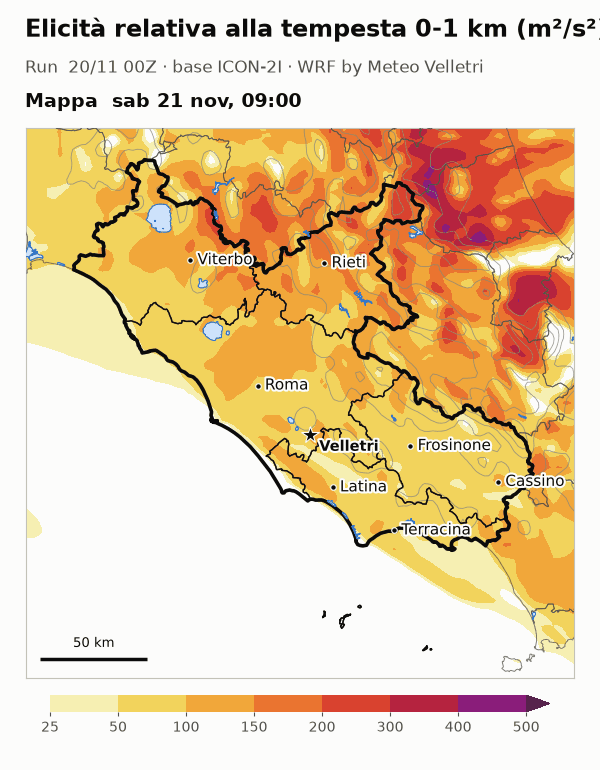 Elicità relativa alla tempesta 0-1 km (m²/s²)
Run  20/11 00Z · base ICON-2I · WRF by Meteo Velletri
Mappa  sab 21 nov, 09:00
Viterbo
Rieti
Roma
Velletri
Frosinone
Cassino
Latina
Terracina
50 km
25 50 100 150 200 300 400 500